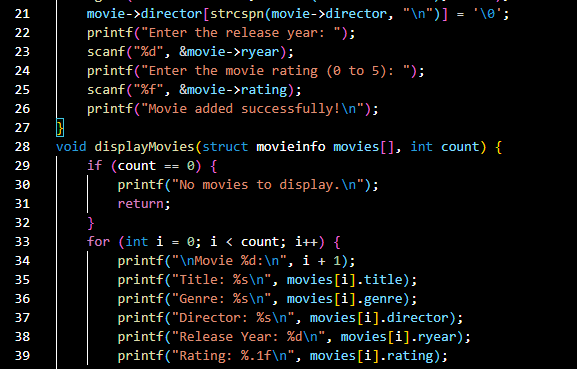 21 movie->director[strcspn(movie->director, "\n")] = '\0';
22 printf("Enter the release year: ");
23 scanf("%d", &movie->ryear);
24 printf("Enter the movie rating (0 to 5): ");
25 scanf("%f", &movie->rating);
26 printf("Movie added successfully!\n");
27 }
28 void displayMovies(struct movieinfo movies[], int count) {
29 if (count == 0) {
30 printf("No movies to display.\n");
31 return;
32 }
33 for (int i = 0; i < count; i++) {
34 printf("\nMovie %d:\n", i + 1);
35 printf("Title: %s\n", movies[i].title);
36 printf("Genre: %s\n", movies[i].genre);
37 printf("Director: %s\n", movies[i].director);
38 printf("Release Year: %d\n", movies[i].ryear);
39 printf("Rating: %.1f\n", movies[i].rating);